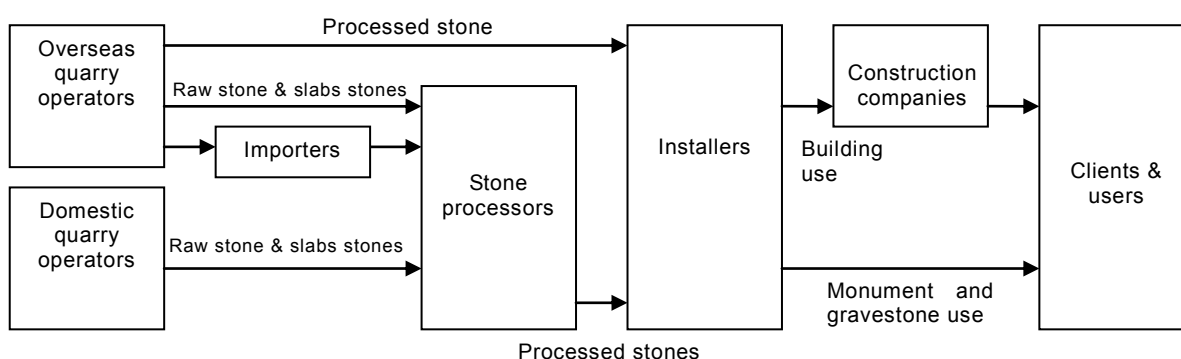 Processed stone
Overseas
quarry
operators
Raw stone & slabs stones
Importers
Domestic
quarry
operators
Raw stone & slabs stones
Stone
processors
Processed stones
Installers
Construction
companies
Building
use
Monument and
gravestone use
Clients &
users